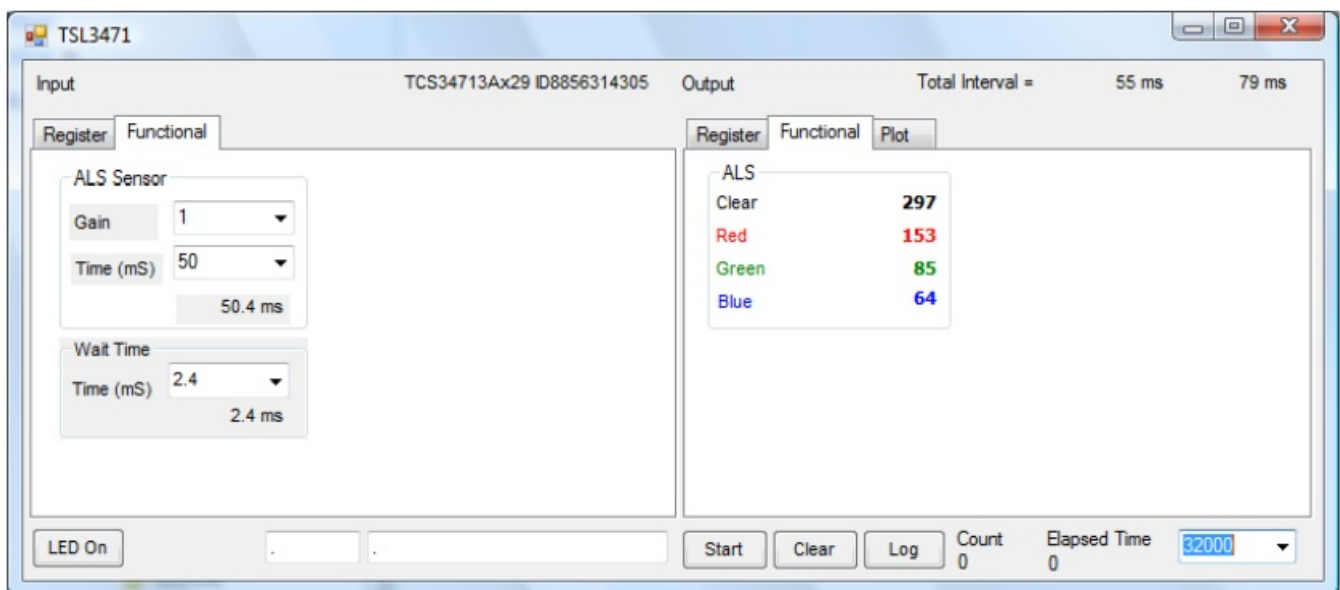 TSL3471
Input
TCS34713Ax29 ID8856314305
Output
Total Interval =
55 ms
79 ms
Register
Functional
ALS Sensor
Gain
1
Time (mS)
50
50.4 ms
Wait Time
Time (mS)
2.4
2.4 ms
Register
Functional
Plot
ALS
Clear 297
Red 153
Green 85
Blue 64
LED On
.
.
Start
Clear
Log
Count
0
Elapsed Time
0
32000